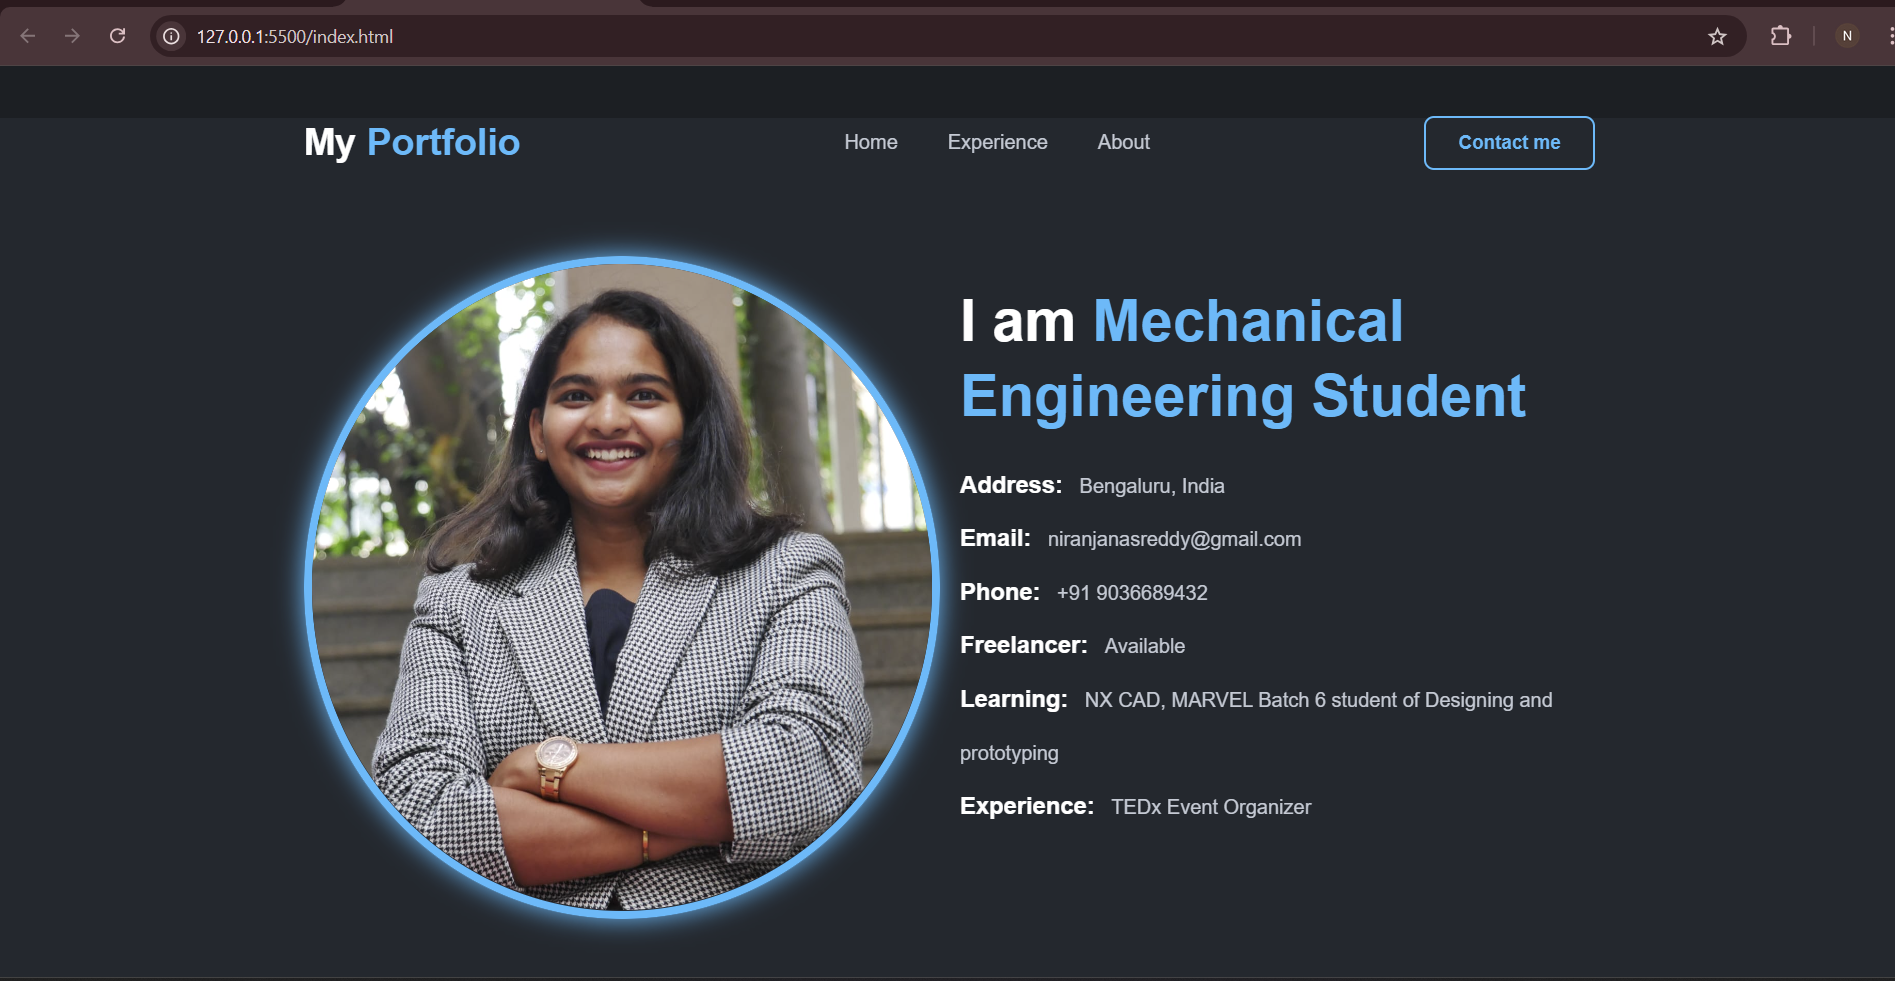 127.0.0.1:5500/index.html
N
My Portfolio
Home Experience About
Contact me
I am Mechanical
Engineering Student
Address: Bengaluru, India
Email: niranjanasreddy@gmail.com
Phone: +91 9036689432
Freelancer: Available
Learning: NX CAD, MARVEL Batch 6 student of Designing and
prototyping
Experience: TEDx Event Organizer